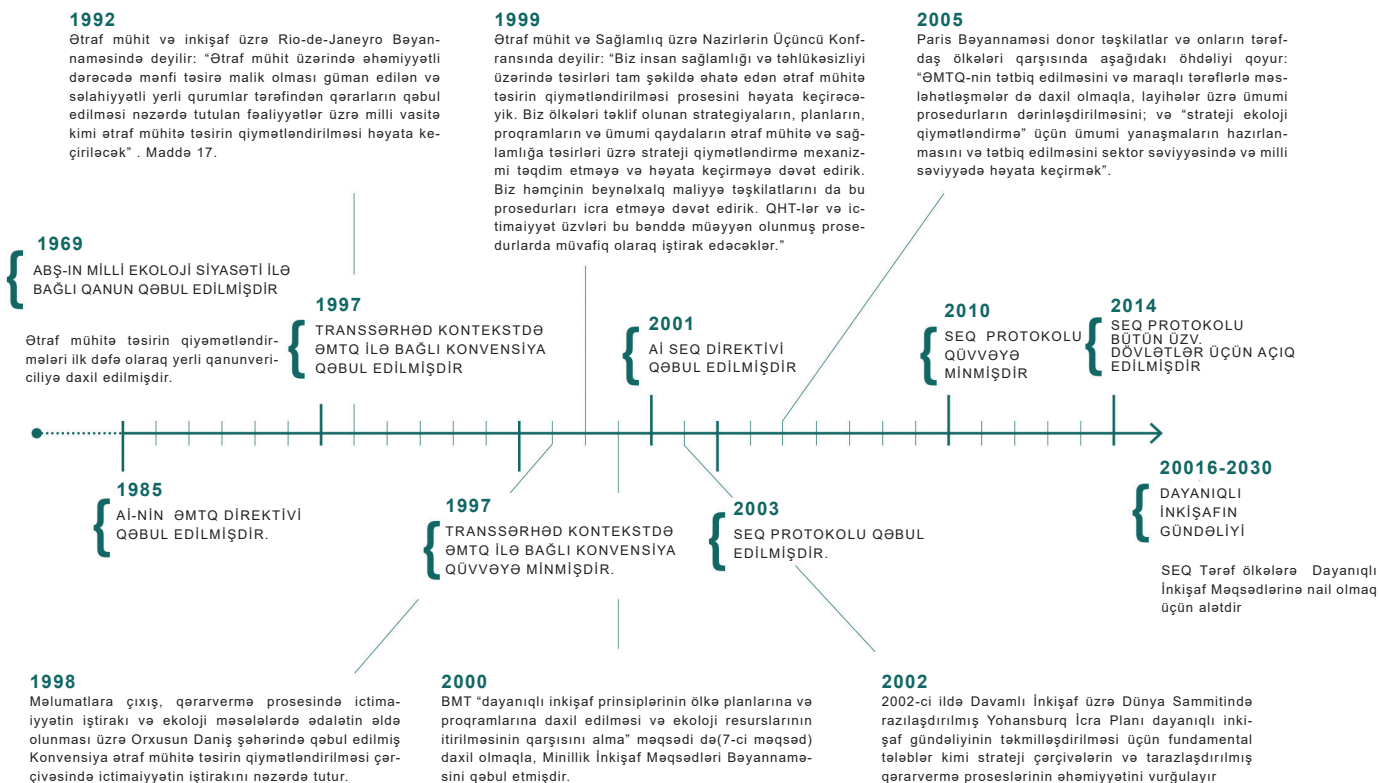 1992
Ətraf mühit və inkişaf üzrə Rio-de-Janeyro Bəyan-
naməsində deyilir: “Ətraf mühit üzərində əhəmiyyətli
dərəcədə mənfi təsirə malik olması güman edilən və
səlahiyyətli yerli qurumlar tərəfindən qərarların qəbul
edilməsi nəzərdə tutulan fəaliyyətlər üzrə milli vasitə
kimi ətraf mühitə təsirin qiymətləndirilməsi həyata ke-
çiriləcək” . Maddə 17.
1999
Ətraf mühit və Sağlamlıq üzrə Nazirlərin Üçüncü Konf-
ransında deyilir: “Biz insan sağlamlığı və təhlükəsizliyi
üzərində təsirləri tam şəkildə əhatə edən ətraf mühitə
təsirin qiymətləndirilməsi prosesini həyata keçirəcə-
yik. Biz ölkələri təklif olunan strategiyaların, planların,
proqramların və ümumi qaydaların ətraf mühitə və sağ-
lamlığa təsirləri üzrə strateji qiymətləndirmə mexaniz-
mi təqdim etməyə və həyata keçirməyə dəvət edirik.
Biz həmçinin beynəlxalq maliyyə təşkilatlarını da bu
prosedurları icra etməyə dəvət edirik. QHT-lər və ic-
timaiyyət üzvləri bu bənddə müəyyən olunmuş prose-
durlarda müvafiq olaraq iştirak edəcəklər.”
2005
Paris Bəyannaməsi donor təşkilatlar və onların tərəf-
daş ölkələri qarşısında aşağıdakı öhdəliyi qoyur:
“ƏMTQ-nin tətbiq edilməsini və maraqlı tərəflərlə məs-
ləhətləşmələr də daxil olmaqla, layihələr üzrə ümumi
prosedurların dərinləşdirilməsini; və “strateji ekoloji
qiymətləndirmə” üçün ümumi yanaşmaların hazırlan-
masını və tətbiq edilməsini sektor səviyyəsində və milli
səviyyədə həyata keçirmək”.
1969
ABŞ-IN MİLLİ EKOLOJİ SİYASƏTİ İLƏ
BAĞLI QANUN QƏBUL EDİLMİŞDİR
Ətraf mühitə təsirin qiyəmətləndir-
mələri ilk dəfə olaraq yerli qanunveri-
ciliyə daxil edilmişdir.
1997
TRANSSƏRHƏD KONTEKSTDƏ
ƏMTQ İLƏ BAĞLI KONVENSİYA
QƏBUL EDİLMİŞDİR
2001
Aİ SEQ DİREKTİVİ
QƏBUL EDİLMİŞDİR
2010
SEQ PROTOKOLU
QÜVVƏYƏ
MİNMİŞDİR
2014
SEQ PROTOKOLU
BÜTÜN ÜZV.
DÖVLƏTLƏR ÜÇÜN AÇIQ
EDİLMİŞDİR
1985
Aİ-NİN ƏMTQ DİREKTİVİ
QƏBUL EDİLMİŞDİR.
1997
TRANSSƏRHƏD KONTEKSTDƏ
ƏMTQ İLƏ BAĞLI KONVENSİYA
QÜVVƏYƏ MİNMİŞDİR.
2003
SEQ PROTOKOLU QƏBUL
EDİLMİŞDİR.
20016-2030
DAYANIQLI
İNKİŞAFIN
GÜNDƏLİYİ
SEQ Tərəf ölkələrə Dayanıqlı
İnkişaf Məqsədlərinə nail olmaq
üçün alətdir
1998
Məlumatlara çıxış, qərarvermə prosesində ictima-
iyyətin iştirakı və ekoloji məsələlərdə ədalətin əldə
olunması üzrə Orxusun Daniş şəhərində qəbul edilmiş
Konvensiya ətraf mühitə təsirin qiymətləndirilməsi çər-
çivəsində ictimaiyyətin iştirakını nəzərdə tutur.
2000
BMT “dayanıqlı inkişaf prinsiplərinin ölkə planlarına və
proqramlarına daxil edilməsi və ekoloji resurslarının
itirilməsinin qarşısını alma” məqsədi də(7-ci məqsəd)
daxil olmaqla, Minillik İnkişaf Məqsədləri Bəyannamə-
sini qəbul etmişdir.
2002
2002-ci ildə Davamlı İnkişaf üzrə Dünya Sammitində
razılaşdırılmış Yohansburq İcra Planı dayanıqlı inki-
şaf gündəliyinin təkmilləşdirilməsi üçün fundamental
tələblər kimi strateji çərçivələrin və tarazlaşdırılmış
qərarvermə proseslərinin əhəmiyyətini vurğulayır